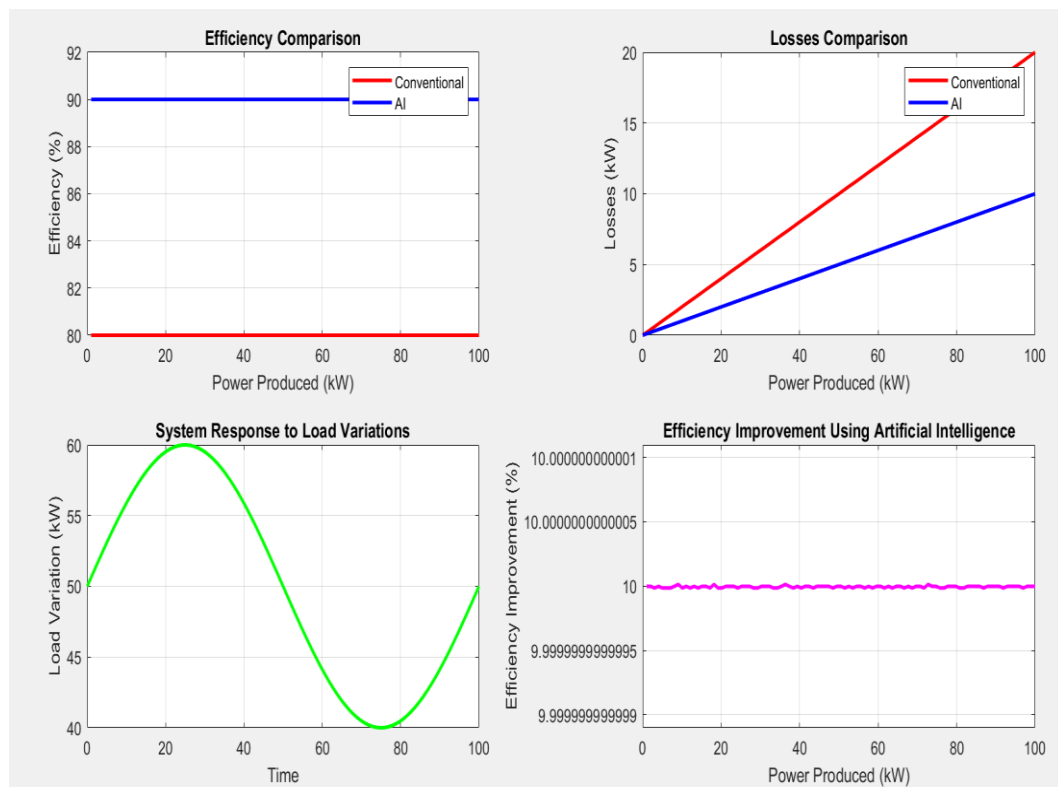 Efficiency Comparison
92
90
88
86
84
82
80
Efficiency (%)
Conventional
AI
0 20 40 60 80 100
Power Produced (kW)
Losses Comparison
20
15
10
5
0
Losses (kW)
Conventional
AI
0 20 40 60 80 100
Power Produced (kW)
System Response to Load Variations
60
55
50
45
40
Load Variation (kW)
0 20 40 60 80 100
Time
Efficiency Improvement Using Artificial Intelligence
10.000000000001
10.0000000000005
10
9.9999999999995
9.999999999999
Efficiency Improvement (%)
0 20 40 60 80 100
Power Produced (kW)